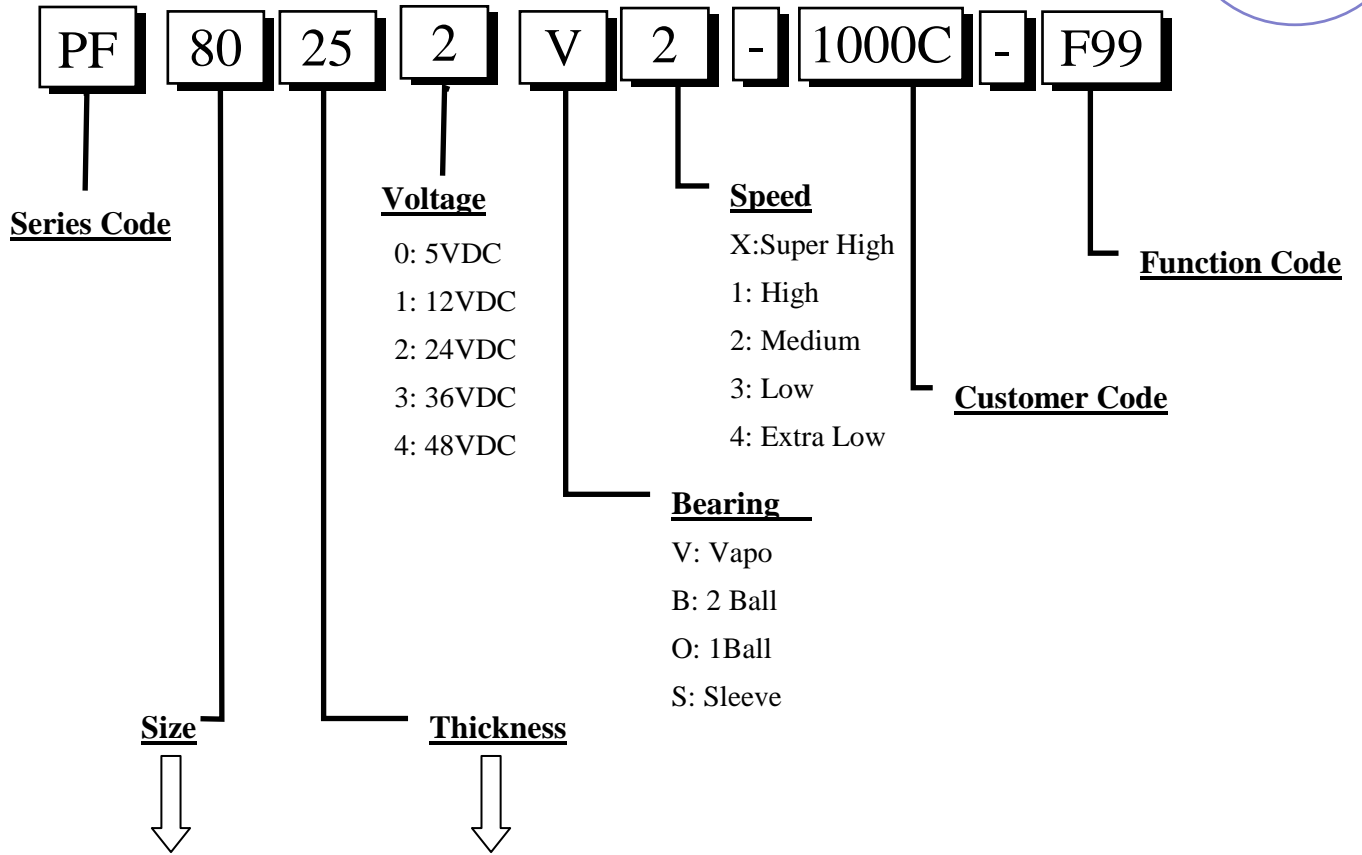 PF 80 25 2 V 2 - 1000C - F99
Series Code
Voltage
0: 5VDC
1: 12VDC
2: 24VDC
3: 36VDC
4: 48VDC
Speed
X:Super High
1: High
2: Medium
3: Low
4: Extra Low
Function Code
Customer Code
Bearing
V: Vapo
B: 2 Ball
O: 1Ball
S: Sleeve
Size
Thickness